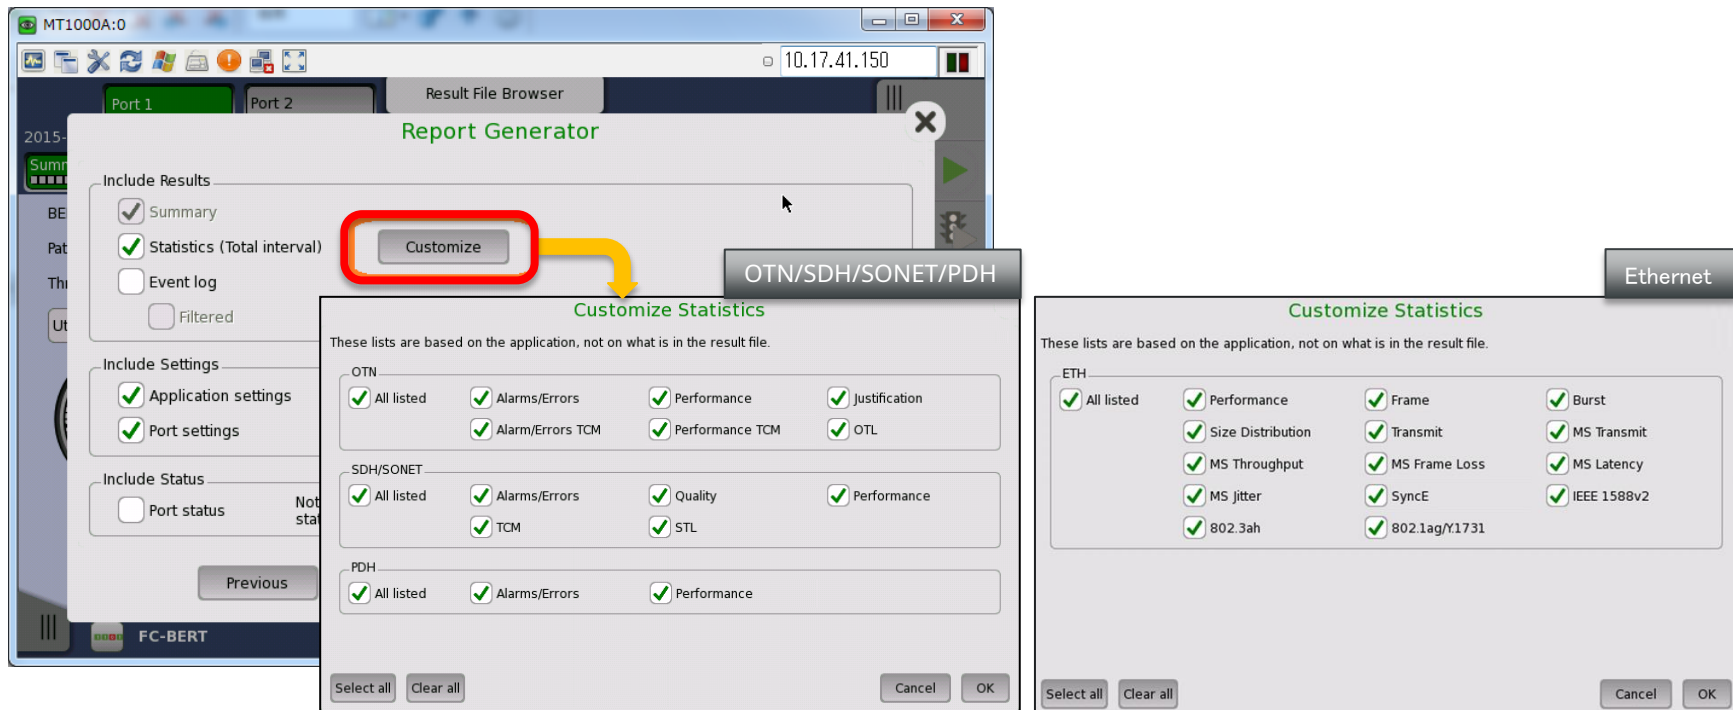 MT1000A:0
10.17.41.150
Port 1
Port 2
Result File Browser
2015-
Report Generator
Include Results
Summary
BE
Statistics (Total interval)
Customize
Pat
Event log
Filtered
Ut
Include Settings
Application settings
Port settings
Include Status
Port status
Not
Previous
FC-BERT
OTN/SDH/SONET/PDH
Customize Statistics
These lists are based on the application, not on what is in the result file.
OTN
All listed Alarms/Errors Performance Justification
Alarm/Errors TCM Performance TCM OTL
SDH/SONET
All listed Alarms/Errors Quality Performance
TCM STL
PDH
All listed Alarms/Errors Performance
Select all Clear all Cancel OK
Ethernet
Customize Statistics
These lists are based on the application, not on what is in the result file.
ETH
All listed Performance Frame Burst
Size Distribution Transmit MS Transmit
MS Throughput MS Frame Loss MS Latency
MS Jitter SyncE IEEE 1588v2
802.3ah 802.1ag/Y.1731
Select all Clear all Cancel OK